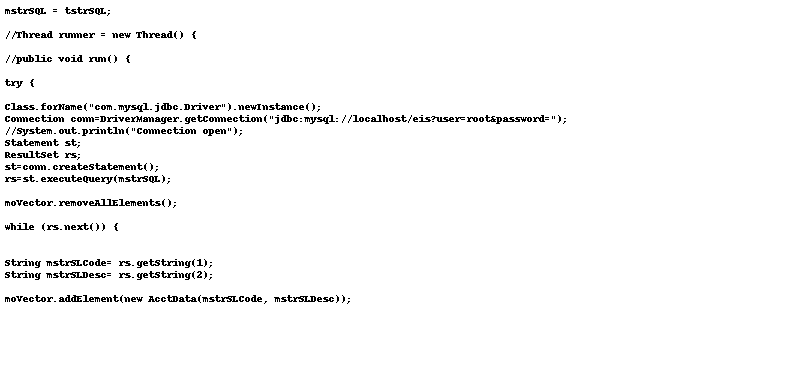 mstrSQL = tstrSQL;
//Thread runner = new Thread() {
//public void run() {
try {
Class.forName("com.mysql.jdbc.Driver").newInstance();
Connection conn=DriverManager.getConnection("jdbc:mysql://localhost/eis?user=root&password=");
//System.out.println("Connection open");
Statement st;
ResultSet rs;
st=conn.createStatement();
rs=st.executeQuery(mstrSQL);
moVector.removeAllElements();
while (rs.next()) {
String mstrSLCode= rs.getString(1);
String mstrSLDesc= rs.getString(2);
moVector.addElement(new AcctData(mstrSLCode, mstrSLDesc));